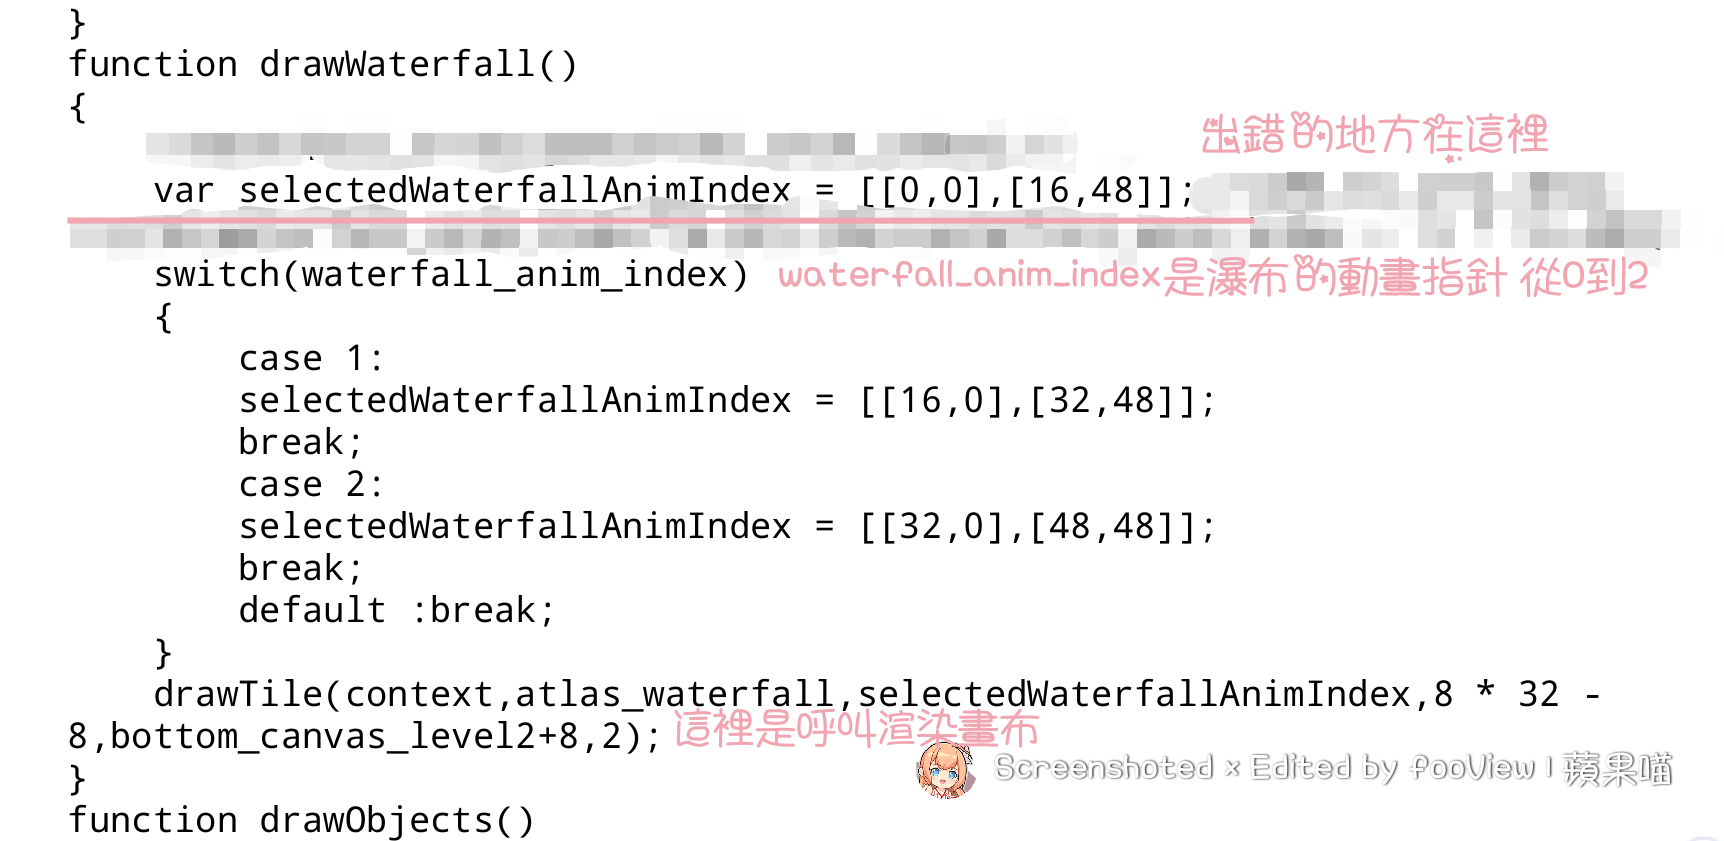 }
function drawWaterfall()
{
出錯的地方在這裡
var selectedWaterfallAnimIndex = [[0,0],[16,48]];
switch(waterfall_anim_index) waterfall_anim_index是瀑布的動畫指針 從0到2
{
case 1:
selectedWaterfallAnimIndex = [[16,0],[32,48]];
break;
case 2:
selectedWaterfallAnimIndex = [[32,0],[48,48]];
break;
default :break;
}
drawTile(context,atlas_waterfall,selectedWaterfallAnimIndex,8 * 32 -
8,bottom_canvas_level2+8,2); 這裡是呼叫渲染畫布
Screenshoted × Edited by fooView | 蘋果喵
}
function drawObjects()